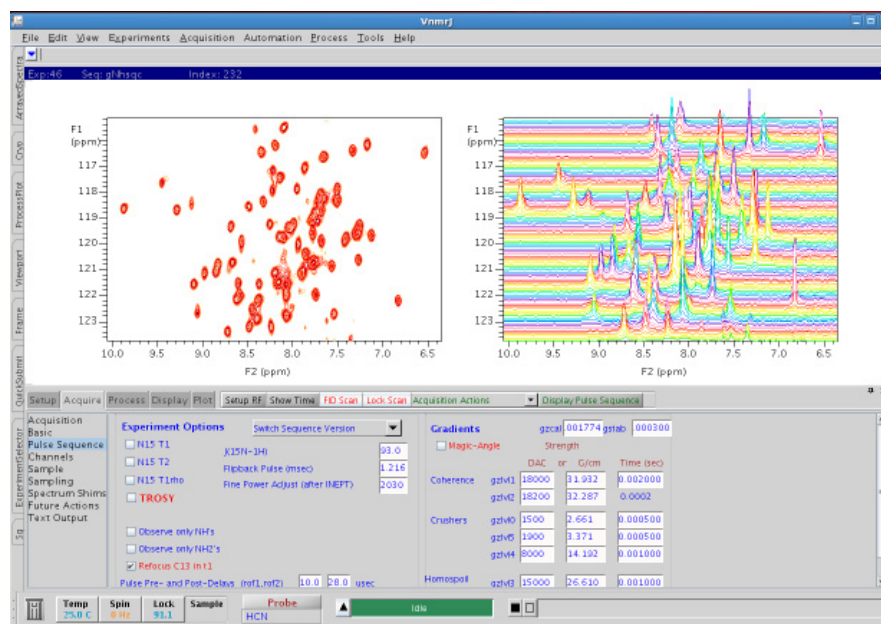 VnmrJ
File Edit View Experiments Acquisition Automation Process Tools Help
Exp:46 Seq: gNhsqc Index: 232
ArrayedSpectra
Cryo
ProcessPlot
Viewport
Frame
QuickSubmit
ExperimentSelector
Sq
F1
(ppm)
117
118
119
120
121
122
123
10.0 9.5 9.0 8.5 8.0 7.5 7.0 6.5
F2 (ppm)
F1
(ppm)
117
118
119
120
121
122
123
10.0 9.5 9.0 8.5 8.0 7.5 7.0 6.5
F2 (ppm)
Setup Acquire Process Display Plot Setup RF Show Time FID Scan Lock Scan Acquisition Actions Display Pulse Sequence
Acquisition
Basic
Pulse Sequence
Channels
Sample
Sampling
Spectrum Shims
Future Actions
Text Output
Experiment Options Switch Sequence Version
N15 T1
N15 T2
N15 T1rho
TROSY
J(15N-1H) 93.0
Flipback Pulse (msec) 1.216
Fine Power Adjust (after INEPT) 2030
Observe only NH's
Observe only NH2's
Refocus C13 in t1
Pulse Pre- and Post-Delays (rof1,rof2) 10.0 28.0 usec
Gradients gzcal .001774 gstab .000300
Magic-Angle Strength
DAC or G/cm Time (sec)
Coherence gzlvl1 18000 31.932 0.002000
gzlvl2 18200 32.287 0.0002
Crushers gzlvl0 1500 2.661 0.000500
gzlvl5 1900 3.371 0.000500
gzlvl4 8000 14.192 0.001000
Homospoil gzlvl3 15000 26.610 0.001000
Temp Spin Lock Sample Probe
25.0 C 0 Hz 91.1 HCN
Idle